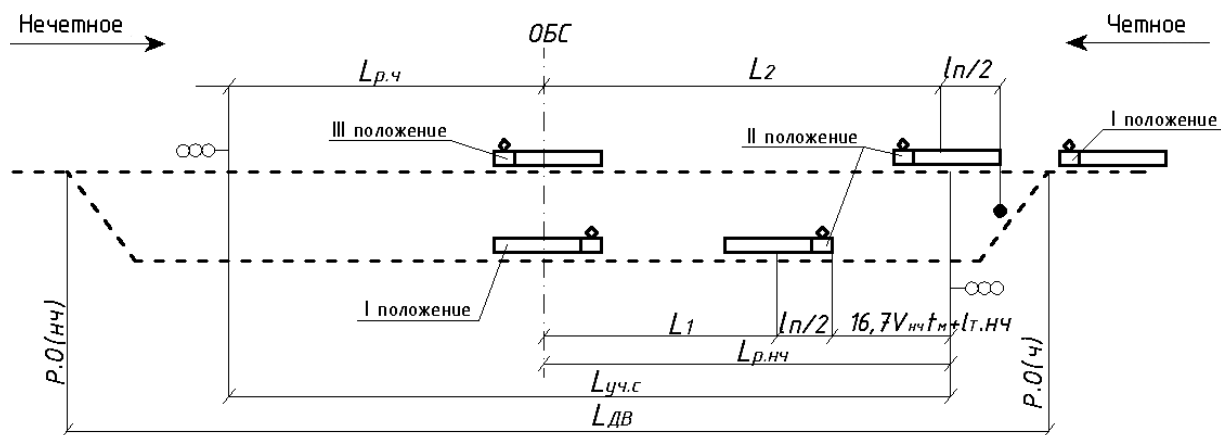 Нечетное
ОБС
Четное
Lр.ч
L2
lп/2
III положение
II положение
I положение
I положение
L1
lп/2
16,7Vнчtм+lт.нч
Lр.нч
Lуч.с
LДВ
Р.О(нч)
Р.О(ч)